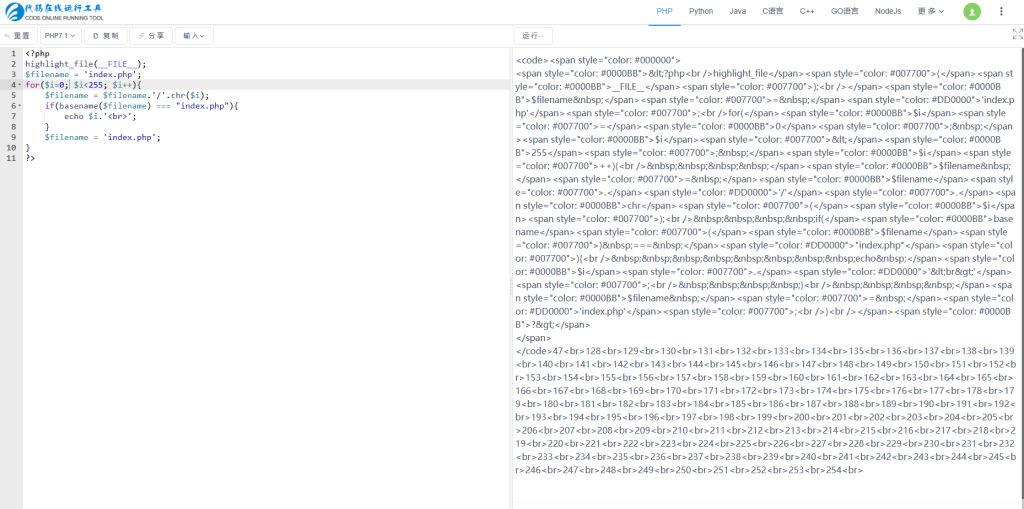 代码在线运行工具
CODE ONLINE RUNNING TOOL
PHP Python Java C语言 C++ GO语言 NodeJs 更多
重置 PHP7.1 复制 分享 输入
运行...
1 <?php
2 highlight_file(__FILE__);
3 $filename = 'index.php';
4 for($i=0; $i<255; $i++){
5 $filename = $filename.'/'.chr($i);
6 if(basename($filename) === "index.php"){
7 echo $i.'<br>';
8 }
9 $filename = 'index.php';
10 }
11 ?>
<code><span style="color: #000000">
<span style="color: #0000BB">&lt;?php<br />highlight_file</span><span style="color: #007700">(</span><span st
yle="color: #0000BB">__FILE__</span><span style="color: #007700">);<br /></span><span style="color: #0000B
B">$filename&nbsp;</span><span style="color: #007700">=&nbsp;</span><span style="color: #DD0000">'index.p
hp'</span><span style="color: #007700">;<br />for(</span><span style="color: #0000BB">$i</span><span style
="color: #007700">=</span><span style="color: #0000BB">0</span><span style="color: #007700">;&nbsp;</sp
an><span style="color: #0000BB">$i</span><span style="color: #007700">&lt;</span><span style="color: #0000B
B">255</span><span style="color: #007700">;&nbsp;</span><span style="color: #0000BB">$i</span><span styl
e="color: #007700">++){<br />&nbsp;&nbsp;&nbsp;&nbsp;</span><span style="color: #0000BB">$filename&nbsp;
</span><span style="color: #007700">=&nbsp;</span><span style="color: #0000BB">$filename</span><span styl
e="color: #007700">.</span><span style="color: #DD0000">'/'</span><span style="color: #007700">.</span><spa
n style="color: #0000BB">chr</span><span style="color: #007700">(</span><span style="color: #0000BB">$i</spa
n><span style="color: #007700">);<br />&nbsp;&nbsp;&nbsp;&nbsp;if(</span><span style="color: #0000BB">base
name</span><span style="color: #007700">(</span><span style="color: #0000BB">$filename</span><span style
="color: #007700">)&nbsp;===&nbsp;</span><span style="color: #DD0000">"index.php"</span><span style="color:
#007700">){<br />&nbsp;&nbsp;&nbsp;&nbsp;&nbsp;&nbsp;&nbsp;&nbsp;echo&nbsp;</span><span style="col
or: #0000BB">$i</span><span style="color: #007700">.</span><span style="color: #DD0000">'&lt;br&gt;'</span>
<span style="color: #007700">;<br />&nbsp;&nbsp;&nbsp;&nbsp;}<br />&nbsp;&nbsp;&nbsp;&nbsp;</span><spa
n style="color: #0000BB">$filename&nbsp;</span><span style="color: #007700">=&nbsp;</span><span style="col
or: #DD0000">'index.php'</span><span style="color: #007700">;<br />}<br /></span><span style="color: #0000B
B">?&gt;</span>
</span>
</code>47<br>128<br>129<br>130<br>131<br>132<br>133<br>134<br>135<br>136<br>137<br>138<br>139
<br>140<br>141<br>142<br>143<br>144<br>145<br>146<br>147<br>148<br>149<br>150<br>151<br>152<b
r>153<br>154<br>155<br>156<br>157<br>158<br>159<br>160<br>161<br>162<br>163<br>164<br>165<br>
166<br>167<br>168<br>169<br>170<br>171<br>172<br>173<br>174<br>175<br>176<br>177<br>178<br>17
9<br>180<br>181<br>182<br>183<br>184<br>185<br>186<br>187<br>188<br>189<br>190<br>191<br>192<
br>193<br>194<br>195<br>196<br>197<br>198<br>199<br>200<br>201<br>202<br>203<br>204<br>205<br
>206<br>207<br>208<br>209<br>210<br>211<br>212<br>213<br>214<br>215<br>216<br>217<br>218<br>2
19<br>220<br>221<br>222<br>223<br>224<br>225<br>226<br>227<br>228<br>229<br>230<br>231<br>232
<br>233<br>234<br>235<br>236<br>237<br>238<br>239<br>240<br>241<br>242<br>243<br>244<br>245<b
r>246<br>247<br>248<br>249<br>250<br>251<br>252<br>253<br>254<br>